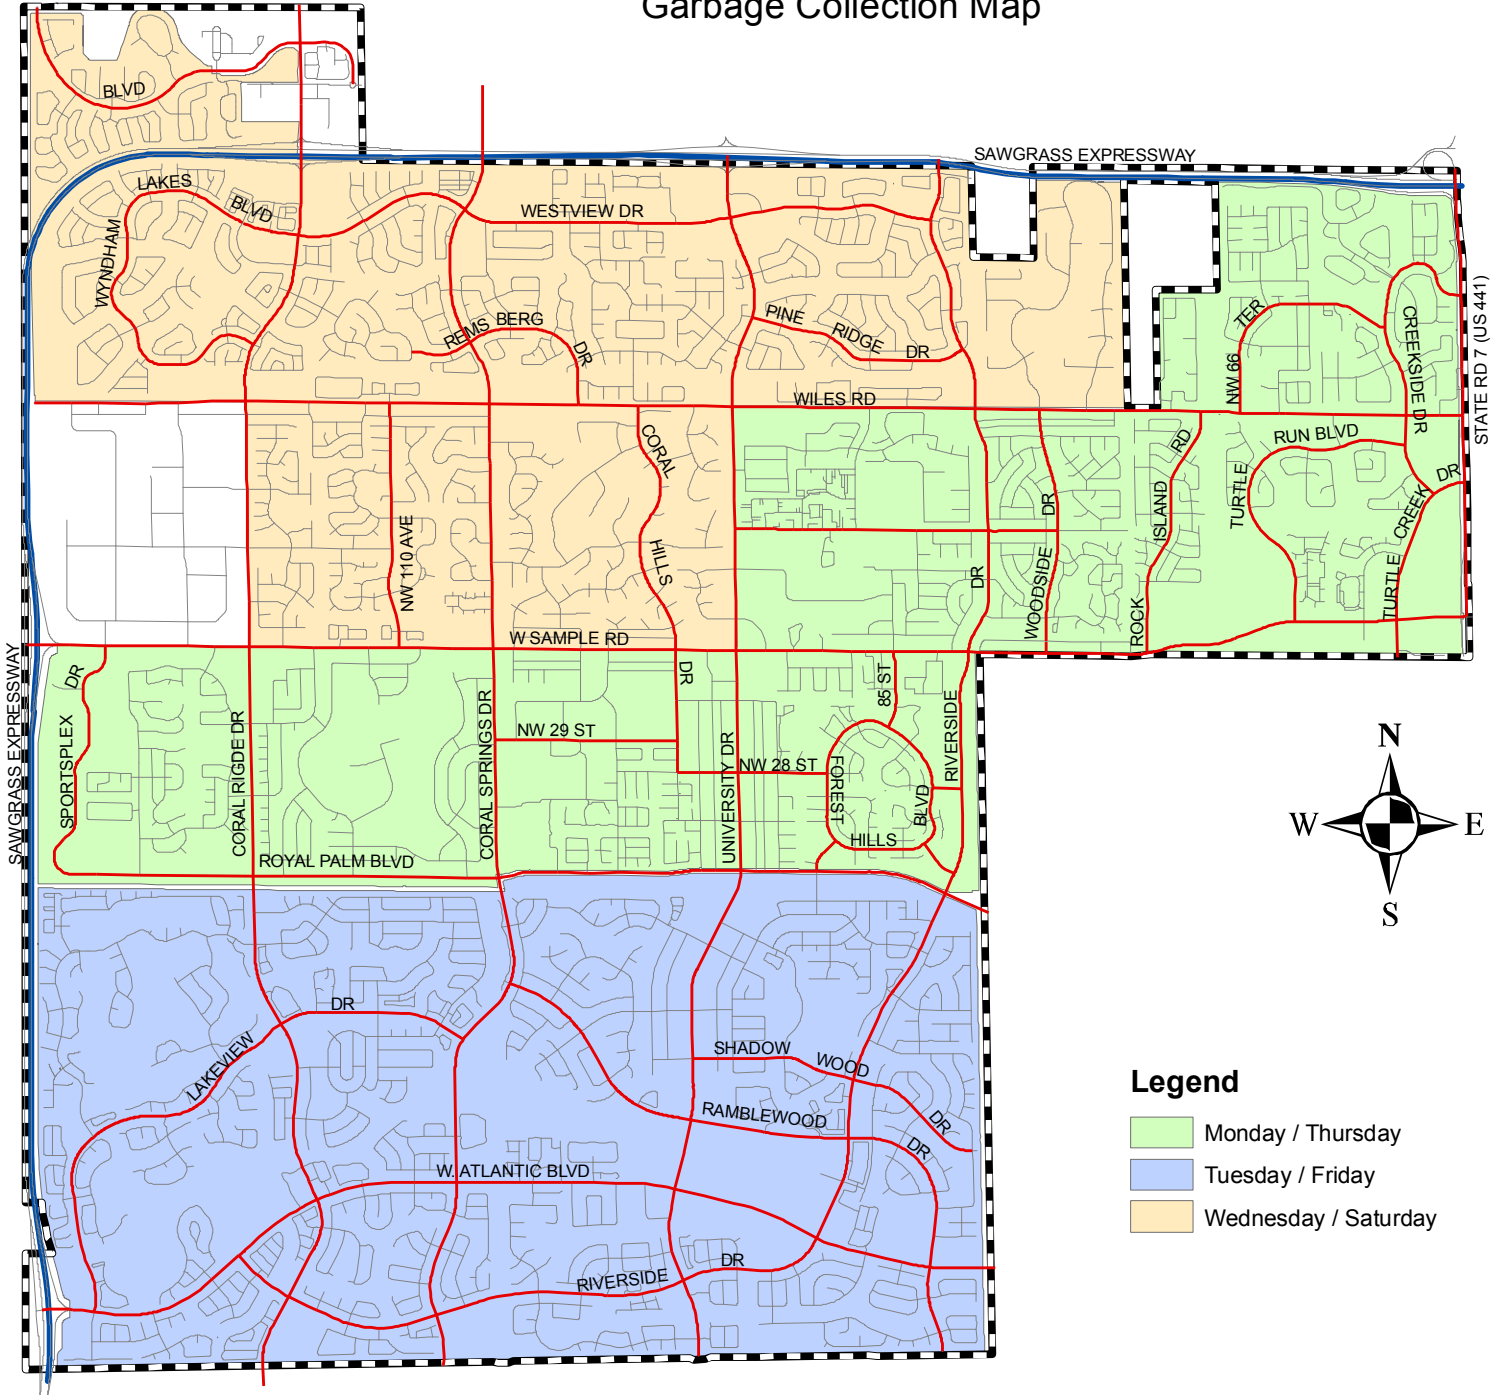 Garbage Collection Map
BLVD
SAWGRASS EXPRESSWAY
LAKES
BLVD
WESTVIEW DR
WYNDHAM
REMS BERG
DR
PINE
RIDGE
DR
NW 66
TER
CREEKSIDE DR
STATE RD 7 (US 441)
WILES RD
CORAL
HILLS
DR
NW 110 AVE
DR
WOODSIDE
DR
ROCK
ISLAND
RD
TURTLE
RUN BLVD
TURTLE
CREEK
DR
W SAMPLE RD
SAWGRASS EXPRESSWAY
SPORTSPLEX
DR
CORAL RIGDE DR
CORAL SPRINGS DR
NW 29 ST
UNIVERSITY DR
NW 28 ST
85 ST
FOREST
HILLS
BLVD
RIVERSIDE
ROYAL PALM BLVD
N
W
E
S
LAKEVIEW
DR
SHADOW
WOOD
DR
RAMBLEWOOD
DR
W. ATLANTIC BLVD
RIVERSIDE
DR
Legend
Monday / Thursday
Tuesday / Friday
Wednesday / Saturday